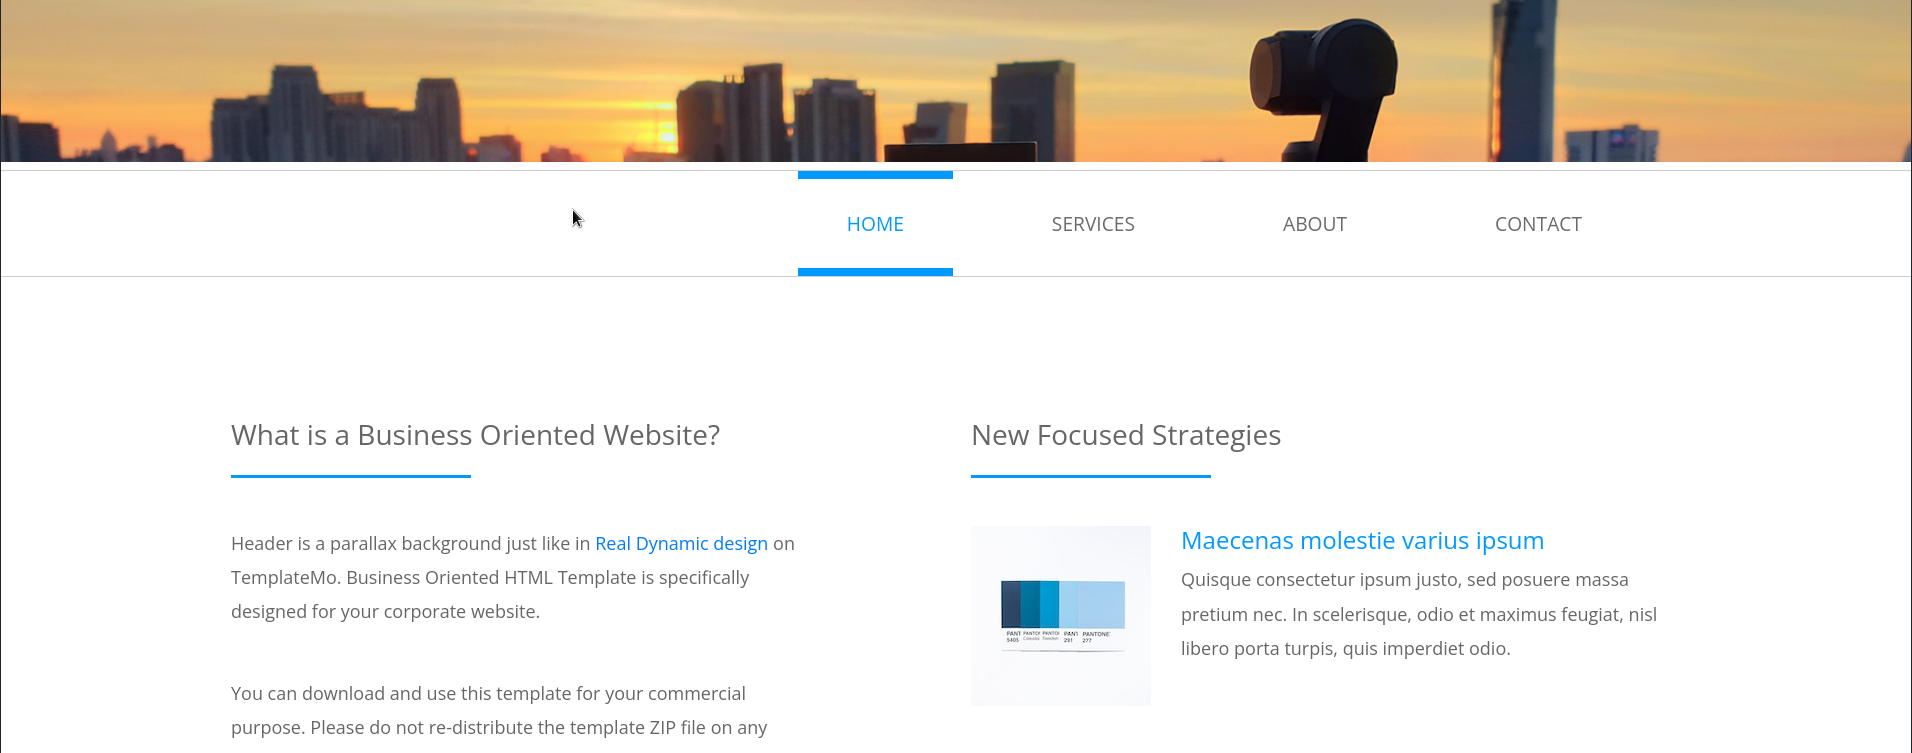 HOME SERVICES ABOUT CONTACT
What is a Business Oriented Website?
Header is a parallax background just like in Real Dynamic design on
TemplateMo. Business Oriented HTML Template is specifically
designed for your corporate website.
You can download and use this template for your commercial
purpose. Please do not re-distribute the template ZIP file on any
New Focused Strategies
PANT PANTO PANTO PANT PANTONE
5405 Celestial Sweden 291 277
Maecenas molestie varius ipsum
Quisque consectetur ipsum justo, sed posuere massa
pretium nec. In scelerisque, odio et maximus feugiat, nisl
libero porta turpis, quis imperdiet odio.